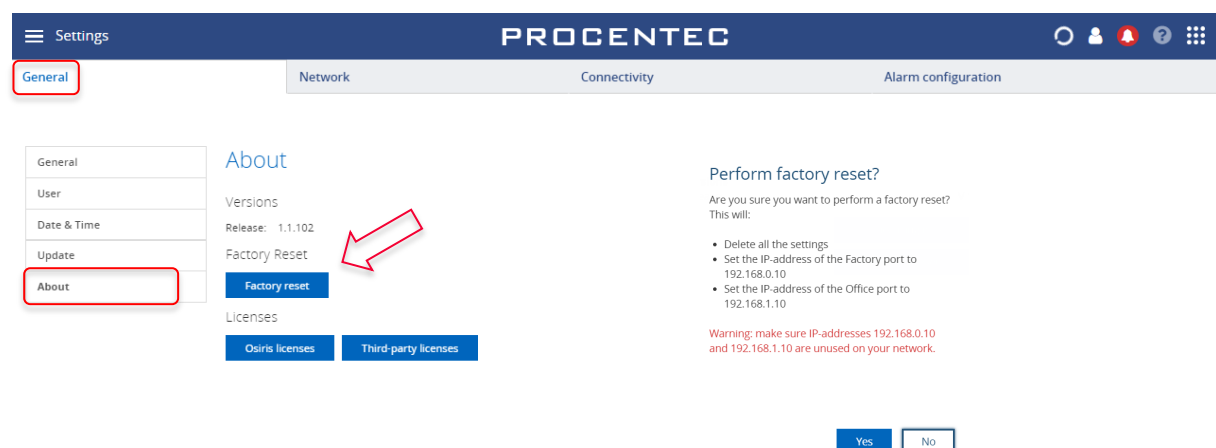 Settings
PROCENTEC
General
Network
Connectivity
Alarm configuration
General
User
Date & Time
Update
About
About
Versions
Release: 1.1.102
Factory Reset
Factory reset
Licenses
Osiris licenses
Third-party licenses
Perform factory reset?
Are you sure you want to perform a factory reset?
This will:
• Delete all the settings
• Set the IP-address of the Factory port to
192.168.0.10
• Set the IP-address of the Office port to
192.168.1.10
Warning: make sure IP-addresses 192.168.0.10
and 192.168.1.10 are unused on your network.
Yes
No